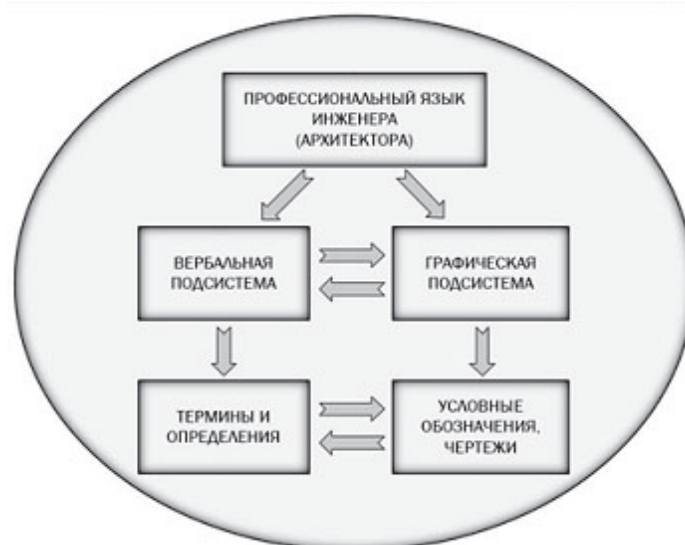 ПРОФЕССИОНАЛЬНЫЙ ЯЗЫК
ИНЖЕНЕРА
(АРХИТЕКТОРА)
ВЕРБАЛЬНАЯ
ПОДСИСТЕМА
ГРАФИЧЕСКАЯ
ПОДСИСТЕМА
ТЕРМИНЫ И
ОПРЕДЕЛЕНИЯ
УСЛОВНЫЕ
ОБОЗНАЧЕНИЯ,
ЧЕРТЕЖИ